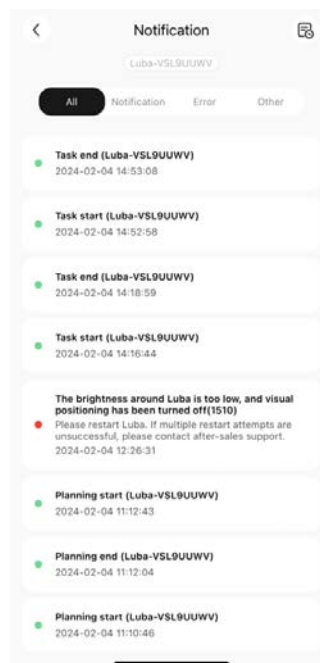 Notification
Luba-VSL9UUWV
All Notification Error Other
Task end (Luba-VSL9UUWV)
2024-02-04 14:53:08
Task start (Luba-VSL9UUWV)
2024-02-04 14:52:58
Task end (Luba-VSL9UUWV)
2024-02-04 14:18:59
Task start (Luba-VSL9UUWV)
2024-02-04 14:16:44
The brightness around Luba is too low, and visual
positioning has been turned off(1510)
Please restart Luba. If multiple restart attempts are
unsuccessful, please contact after-sales support.
2024-02-04 12:26:31
Planning start (Luba-VSL9UUWV)
2024-02-04 11:12:43
Planning end (Luba-VSL9UUWV)
2024-02-04 11:12:04
Planning start (Luba-VSL9UUWV)
2024-02-04 11:10:46